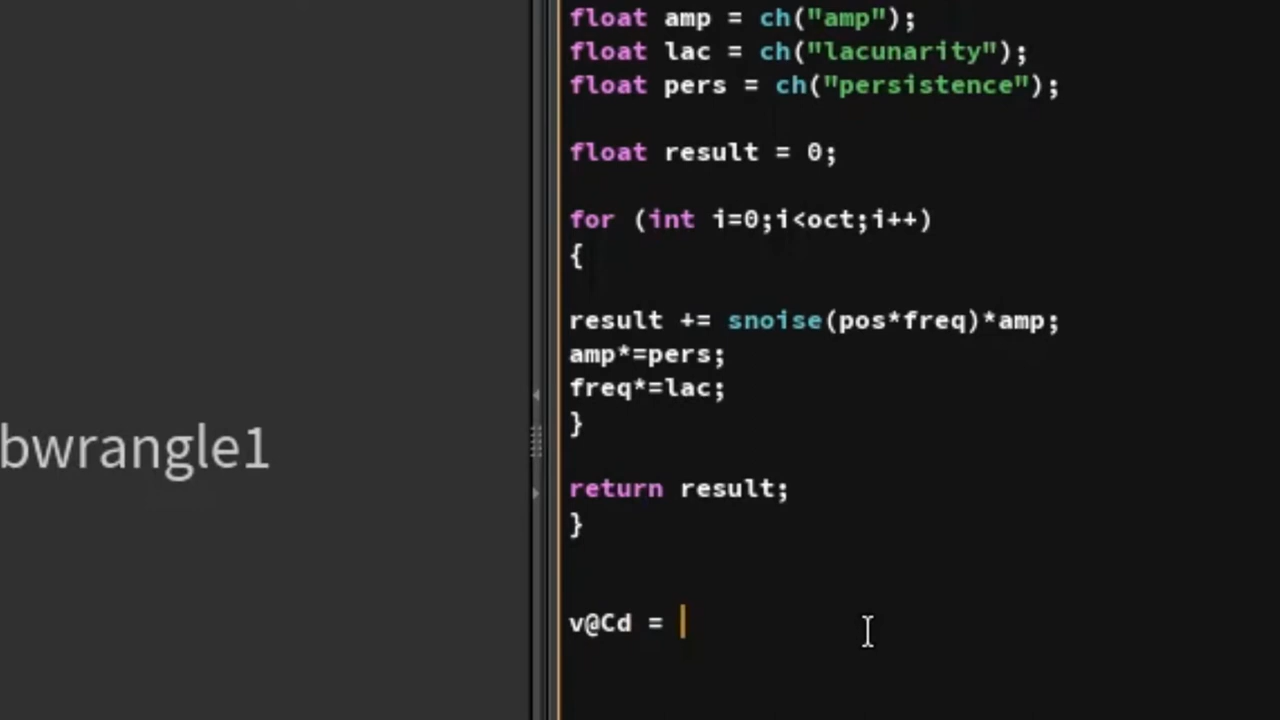 float amp = ch("amp");
float lac = ch("lacunarity");
float pers = ch("persistence");
float result = 0;
for (int i=0;i<oct;i++)
{
result += snoise(pos*freq)*amp;
amp*=pers;
freq*=lac;
}
bwrangle1
return result;
}
v@Cd =